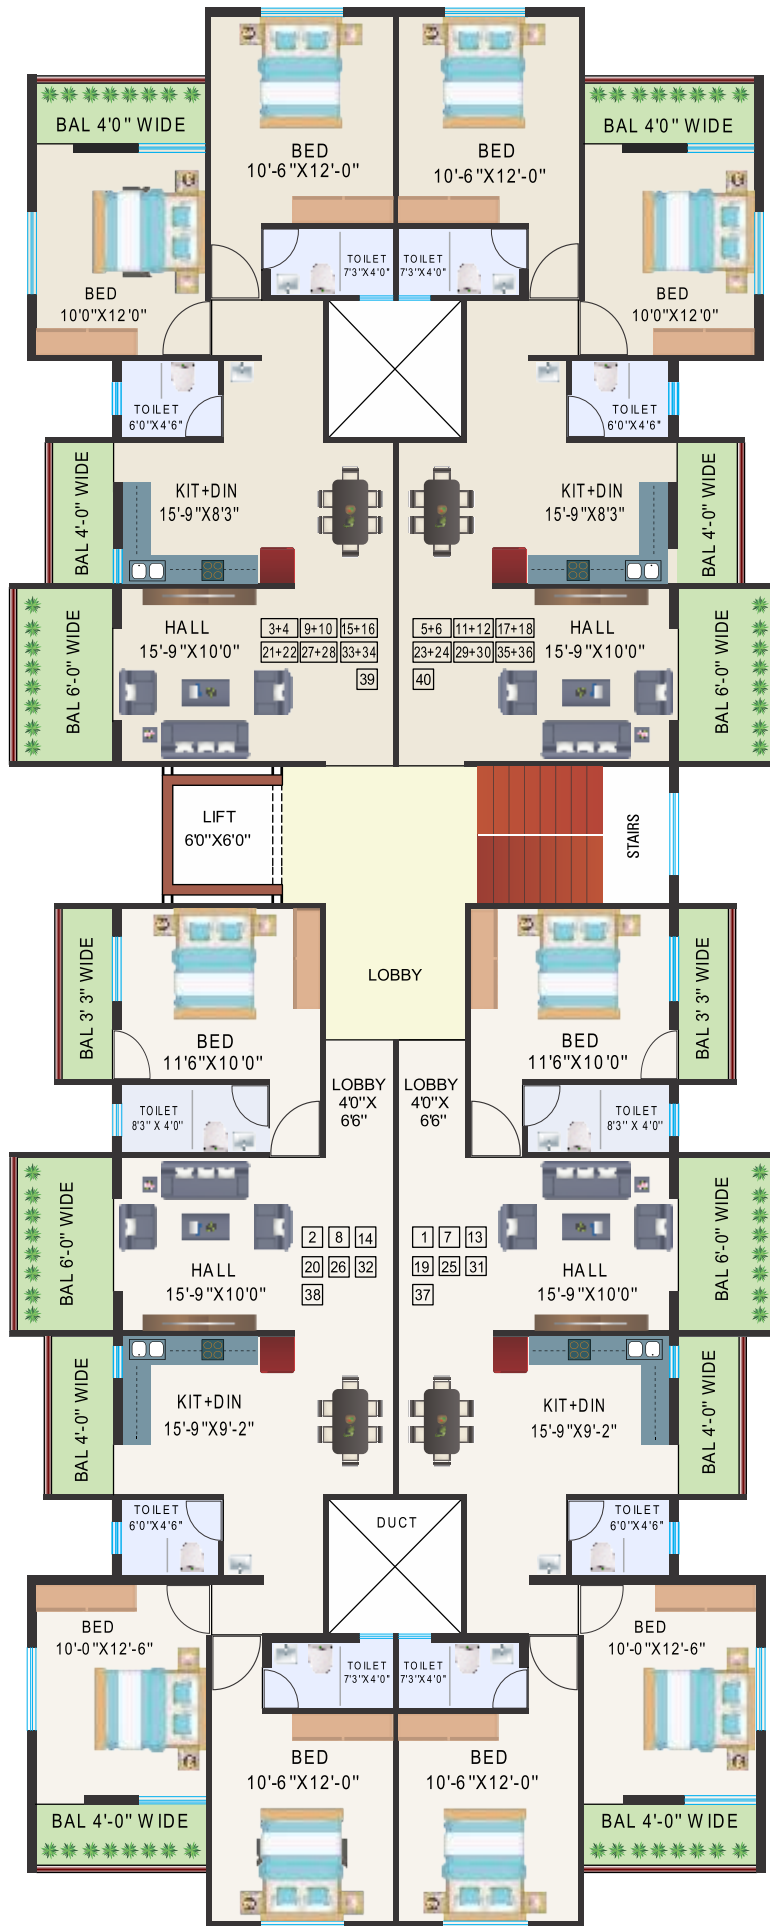 BED
10'-6"X12'-0"
BED
10'-6"X12'-0"
BAL 4'0" WIDE
BAL 4'0" WIDE
TOILET
7'3"X4'0"
TOILET
7'3"X4'0"
BED
10'0"X12'0"
BED
10'0"X12'0"
TOILET
6'0"X4'6"
TOILET
6'0"X4'6"
BAL 4'-0" WIDE
KIT+DIN
15'-9"X8'3"
KIT+DIN
15'-9"X8'3"
BAL 4'-0" WIDE
BAL 6'-0" WIDE
HALL
15'-9"X10'0"
3+4 9+10 15+16
21+22 27+28 33+34
39
5+6 11+12 17+18
23+24 29+30 35+36
40
HALL
15'-9"X10'0"
BAL 6'-0" WIDE
LIFT
6'0"X6'0"
STAIRS
LOBBY
BAL 3' 3" WIDE
BED
11'6"X10'0"
BED
11'6"X10'0"
BAL 3' 3" WIDE
LOBBY
4'0"X
6'6"
LOBBY
4'0"X
6'6"
TOILET
8'3" X 4'0"
TOILET
8'3" X 4'0"
BAL 6'-0" WIDE
HALL
15'-9"X10'0"
2 8 14
20 26 32
38
1 7 13
19 25 31
37
HALL
15'-9"X10'0"
BAL 6'-0" WIDE
BAL 4'-0" WIDE
KIT+DIN
15'-9"X9'-2"
KIT+DIN
15'-9"X9'-2"
BAL 4'-0" WIDE
TOILET
6'0"X4'6"
DUCT
TOILET
6'0"X4'6"
BED
10'-0"X12'-6"
BED
10'-0"X12'-6"
TOILET
7'3"X4'0"
TOILET
7'3"X4'0"
BED
10'-6"X12'-0"
BED
10'-6"X12'-0"
BAL 4'-0" WIDE
BAL 4'-0" WIDE